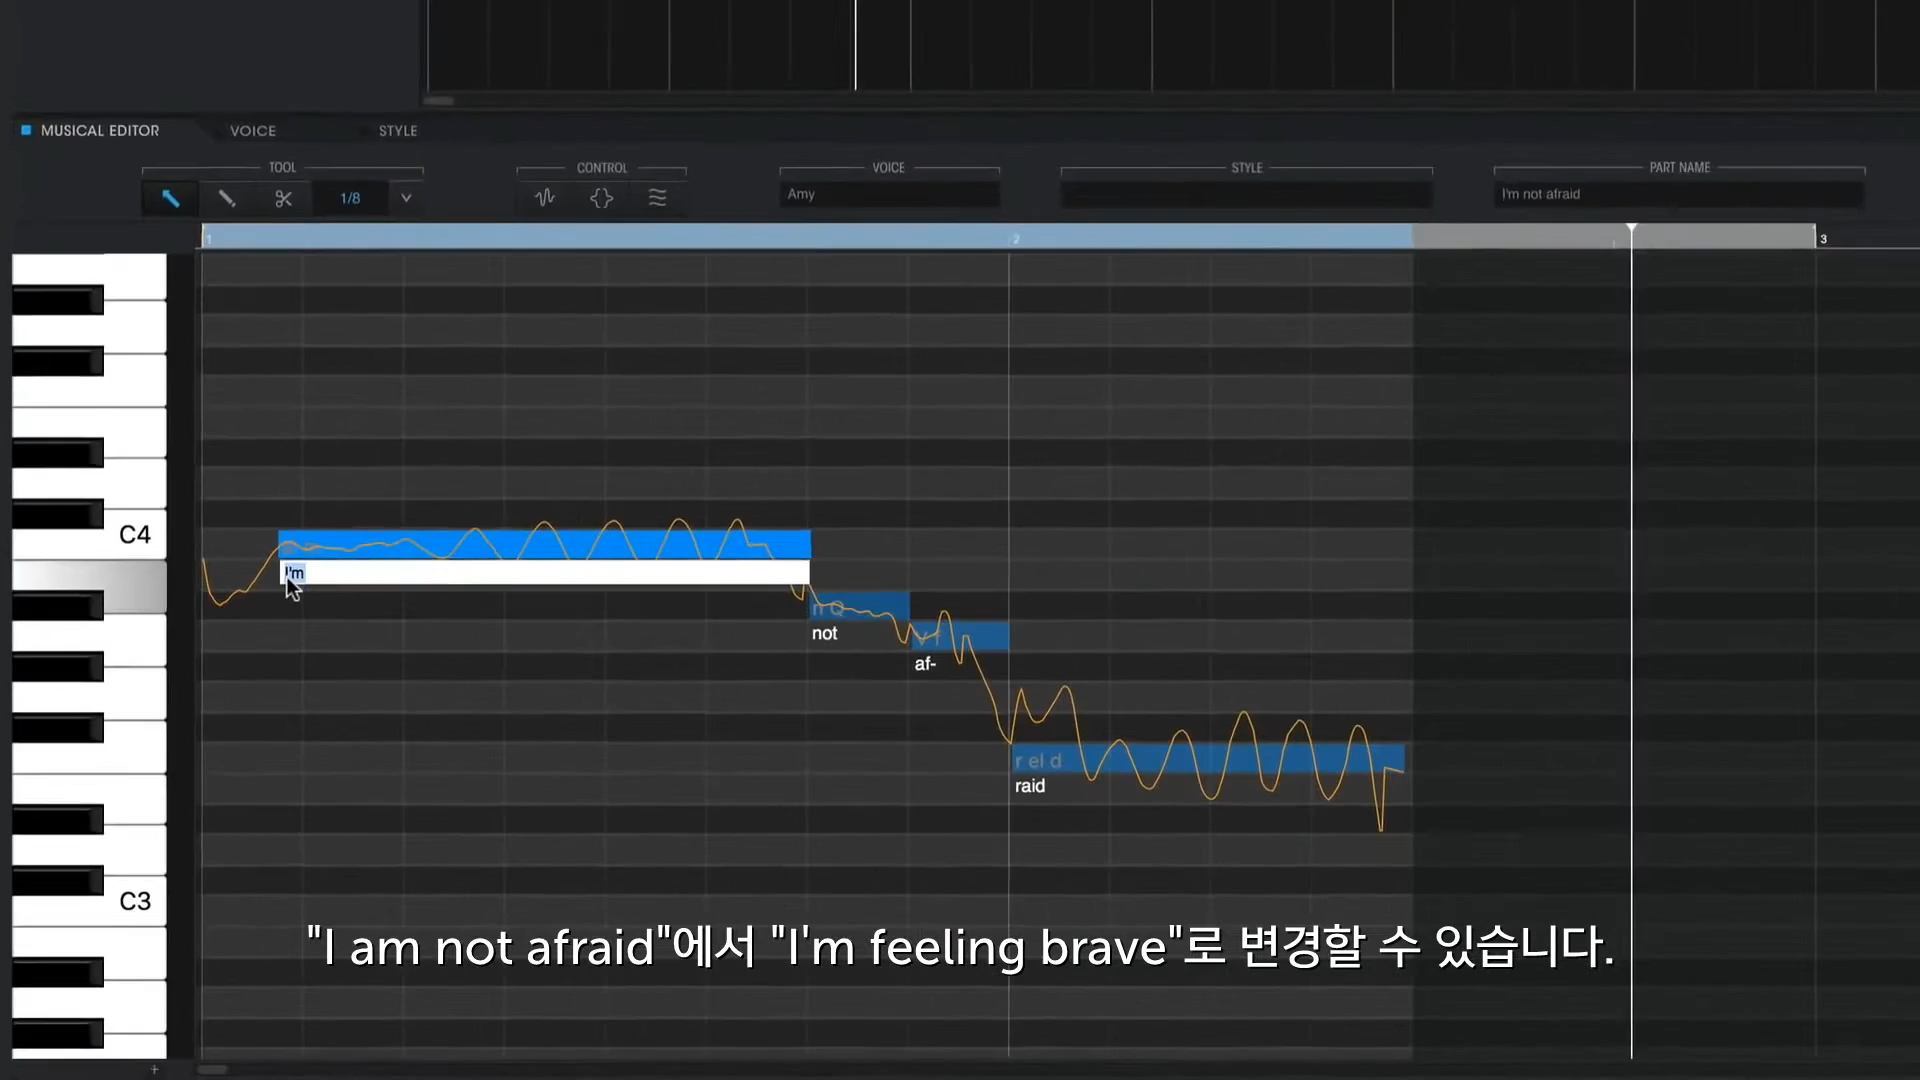 MUSICAL EDITOR VOICE STYLE
TOOL CONTROL VOICE STYLE PART NAME
1/8 Amy I'm not afraid
1 2 3
C4
I'm
n Q
not
V f
af-
r eI d
raid
C3
"I am not afraid"에서 "I'm feeling brave"로 변경할 수 있습니다.